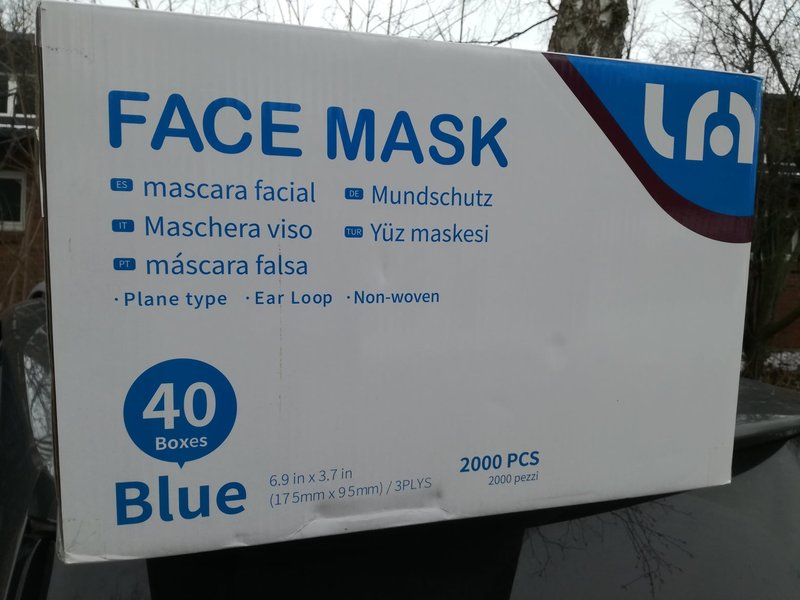 FACE MASK
ES mascara facial
DE Mundschutz
IT Maschera viso
TUR Yüz maskesi
PT máscara falsa
·Plane type ·Ear Loop ·Non-woven
40
Boxes
Blue
6.9 in x 3.7 in
(175mm x 95mm) / 3PLYS
2000 PCS
2000 pezzi